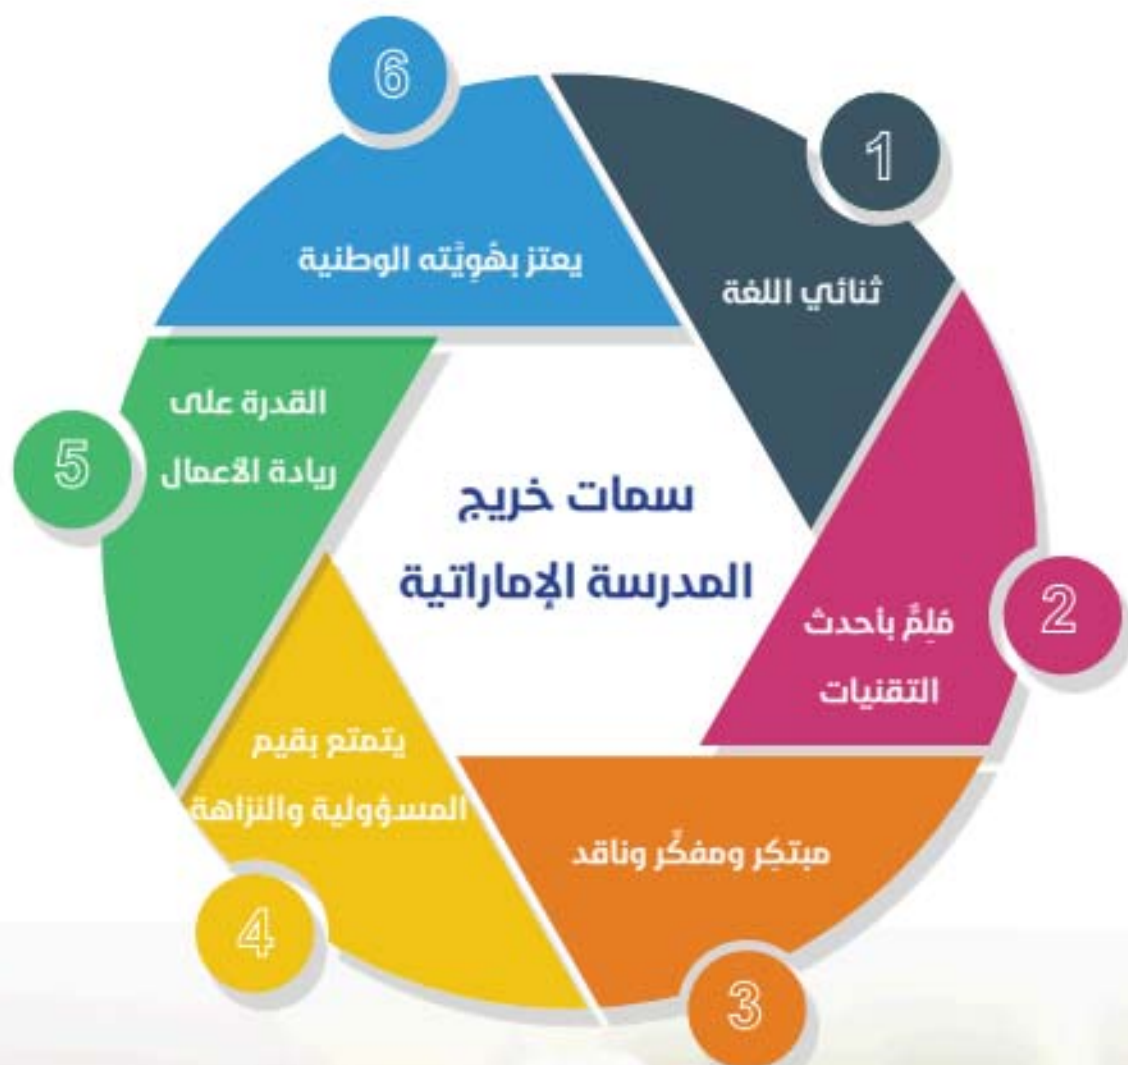 سمات خريج
المدرسة الإماراتية
1
ثنائي اللغة
2
مُلِمٌّ بأحدث
التقنيات
3
مبتكِر ومفكِّر وناقد
4
يتمتع بقيم
المسؤولية والنزاهة
5
القدرة على
ريادة الأعمال
6
يعتز بهُوِيَّته الوطنية